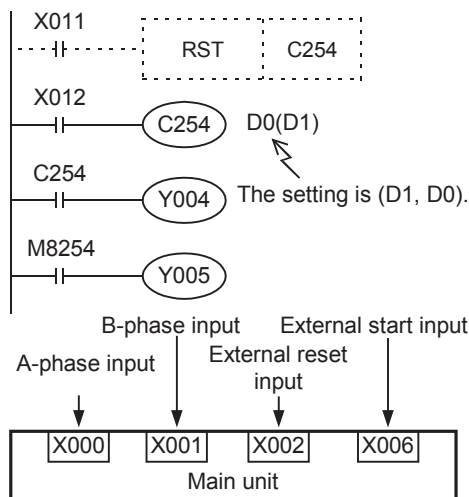 X011
RST C254
X012
C254 D0(D1)
C254
Y004 The setting is (D1, D0).
M8254
Y005
B-phase input External start input
A-phase input External reset
input
X000 X001 X002 X006
Main unit